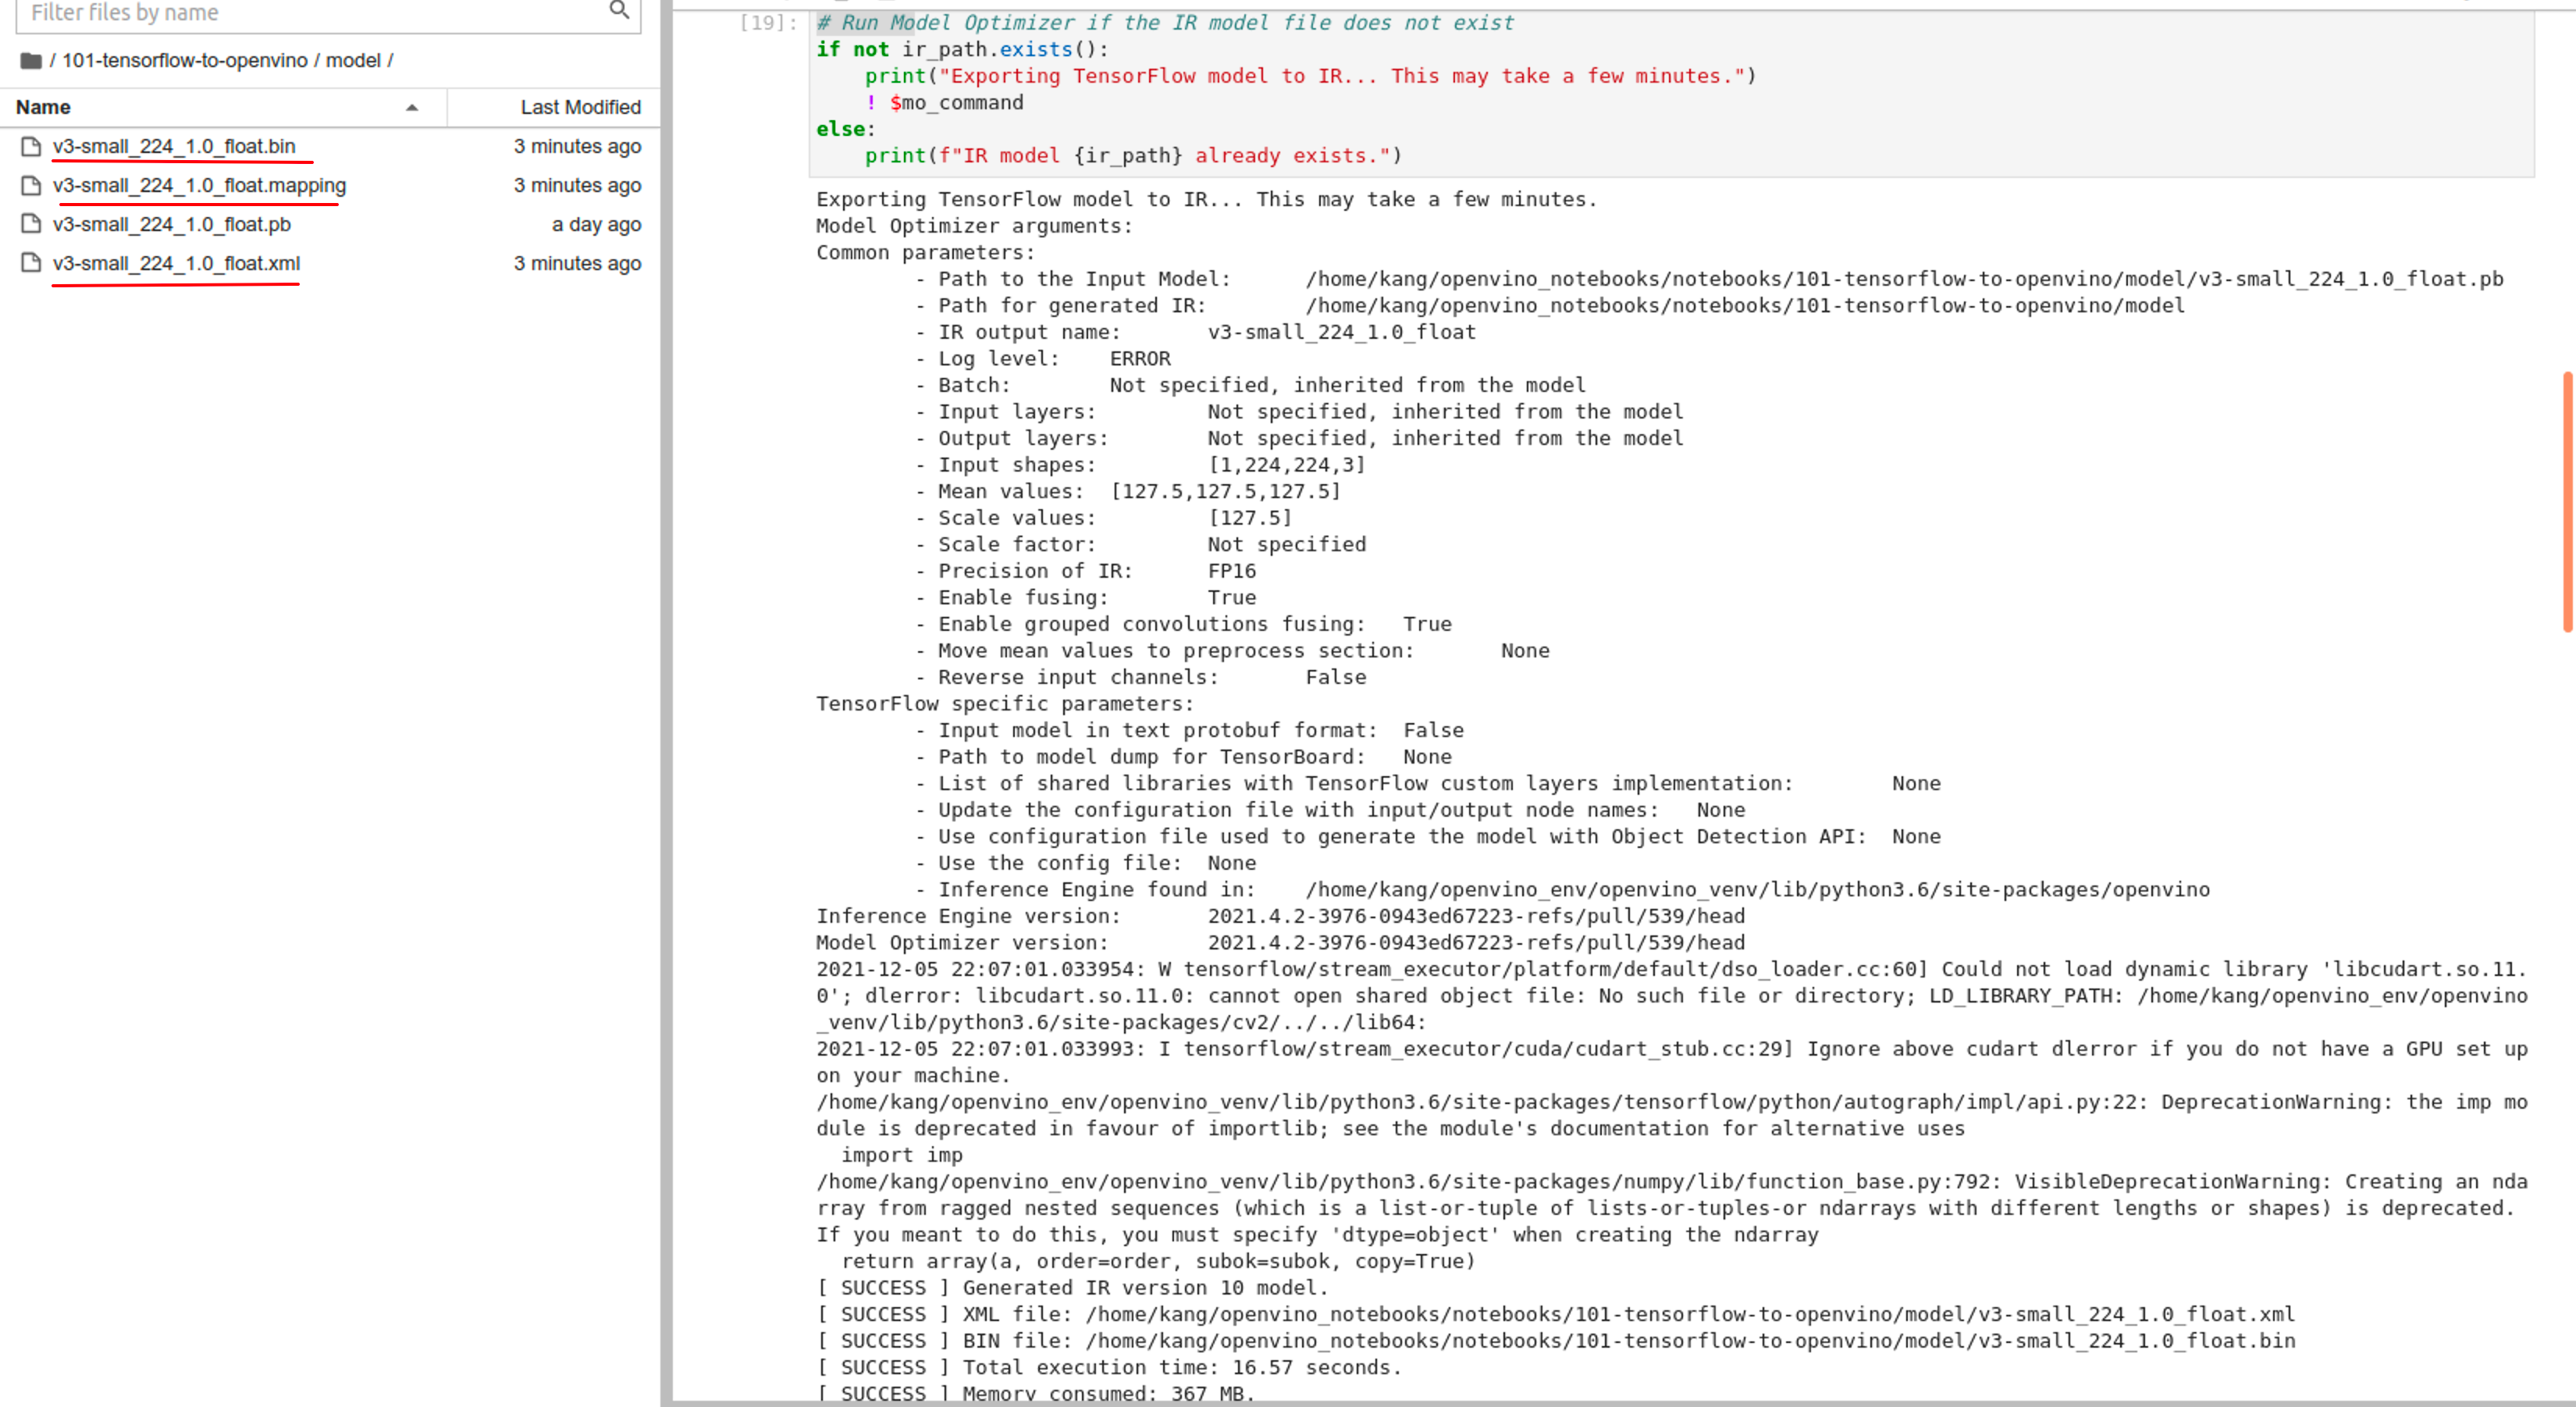 Filter files by name
/ 101-tensorflow-to-openvino / model /
Name Last Modified
v3-small_224_1.0_float.bin 3 minutes ago
v3-small_224_1.0_float.mapping 3 minutes ago
v3-small_224_1.0_float.pb a day ago
v3-small_224_1.0_float.xml 3 minutes ago
[19]: # Run Model Optimizer if the IR model file does not exist
if not ir_path.exists():
    print("Exporting TensorFlow model to IR... This may take a few minutes.")
    ! $mo_command
else:
    print(f"IR model {ir_path} already exists.")
Exporting TensorFlow model to IR... This may take a few minutes.
Model Optimizer arguments:
Common parameters:
- Path to the Input Model: /home/kang/openvino_notebooks/notebooks/101-tensorflow-to-openvino/model/v3-small_224_1.0_float.pb
- Path for generated IR: /home/kang/openvino_notebooks/notebooks/101-tensorflow-to-openvino/model
- IR output name: v3-small_224_1.0_float
- Log level: ERROR
- Batch: Not specified, inherited from the model
- Input layers: Not specified, inherited from the model
- Output layers: Not specified, inherited from the model
- Input shapes: [1,224,224,3]
- Mean values: [127.5,127.5,127.5]
- Scale values: [127.5]
- Scale factor: Not specified
- Precision of IR: FP16
- Enable fusing: True
- Enable grouped convolutions fusing: True
- Move mean values to preprocess section: None
- Reverse input channels: False
TensorFlow specific parameters:
- Input model in text protobuf format: False
- Path to model dump for TensorBoard: None
- List of shared libraries with TensorFlow custom layers implementation: None
- Update the configuration file with input/output node names: None
- Use configuration file used to generate the model with Object Detection API: None
- Use the config file: None
- Inference Engine found in: /home/kang/openvino_env/openvino_venv/lib/python3.6/site-packages/openvino
Inference Engine version: 2021.4.2-3976-0943ed67223-refs/pull/539/head
Model Optimizer version: 2021.4.2-3976-0943ed67223-refs/pull/539/head
2021-12-05 22:07:01.033954: W tensorflow/stream_executor/platform/default/dso_loader.cc:60] Could not load dynamic library 'libcudart.so.11.
0'; dlerror: libcudart.so.11.0: cannot open shared object file: No such file or directory; LD_LIBRARY_PATH: /home/kang/openvino_env/openvino
_venv/lib/python3.6/site-packages/cv2/../../lib64:
2021-12-05 22:07:01.033993: I tensorflow/stream_executor/cuda/cudart_stub.cc:29] Ignore above cudart dlerror if you do not have a GPU set up
on your machine.
/home/kang/openvino_env/openvino_venv/lib/python3.6/site-packages/tensorflow/python/autograph/impl/api.py:22: DeprecationWarning: the imp mo
dule is deprecated in favour of importlib; see the module's documentation for alternative uses
  import imp
/home/kang/openvino_env/openvino_venv/lib/python3.6/site-packages/numpy/lib/function_base.py:792: VisibleDeprecationWarning: Creating an nda
rray from ragged nested sequences (which is a list-or-tuple of lists-or-tuples-or ndarrays with different lengths or shapes) is deprecated.
If you meant to do this, you must specify 'dtype=object' when creating the ndarray
  return array(a, order=order, subok=subok, copy=True)
[ SUCCESS ] Generated IR version 10 model.
[ SUCCESS ] XML file: /home/kang/openvino_notebooks/notebooks/101-tensorflow-to-openvino/model/v3-small_224_1.0_float.xml
[ SUCCESS ] BIN file: /home/kang/openvino_notebooks/notebooks/101-tensorflow-to-openvino/model/v3-small_224_1.0_float.bin
[ SUCCESS ] Total execution time: 16.57 seconds.
[ SUCCESS ] Memory consumed: 367 MB.